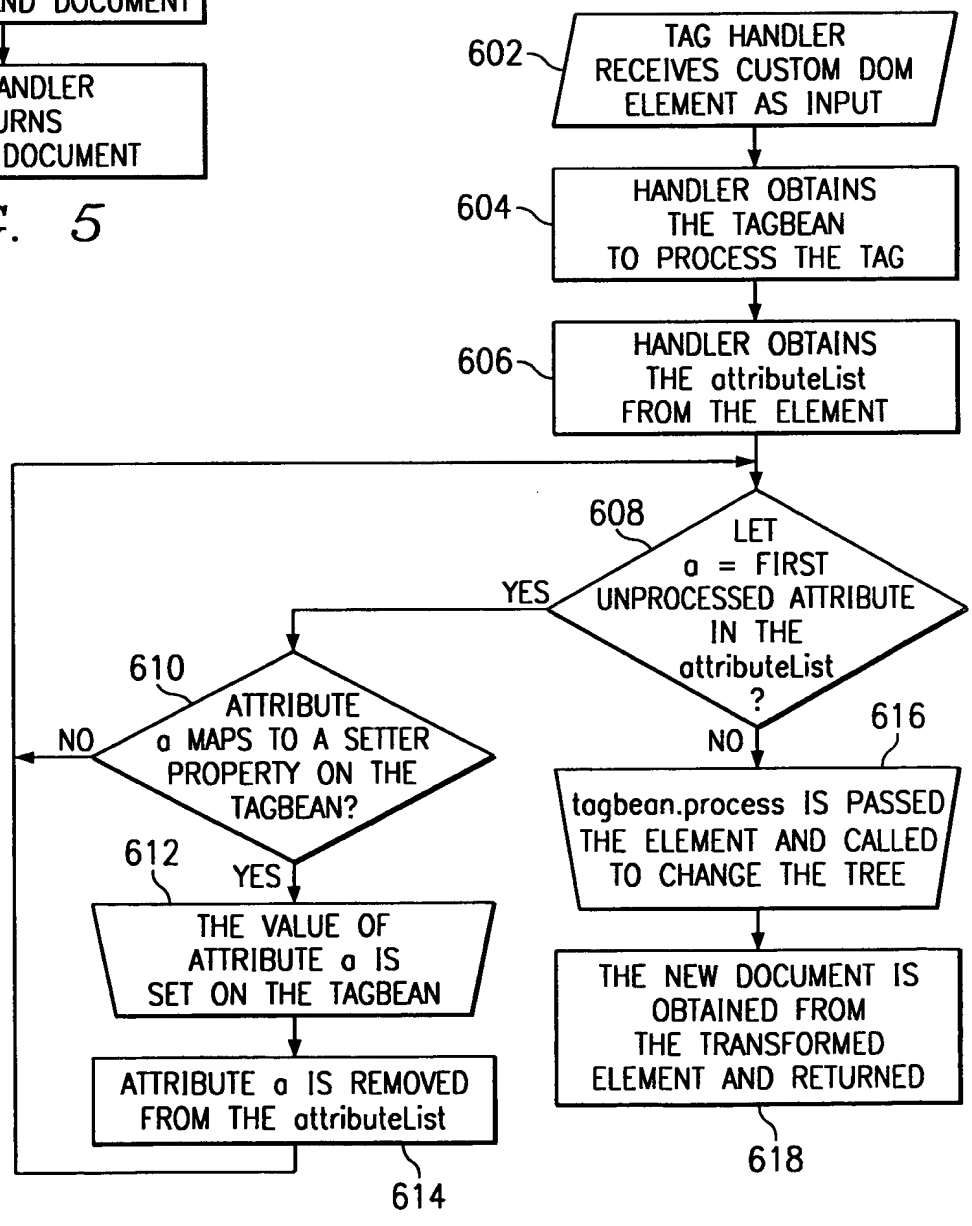 AND DOCUMENT
ANDLER
URNS
DOCUMENT
5
602
TAG HANDLER
RECEIVES CUSTOM DOM
ELEMENT AS INPUT
604
HANDLER OBTAINS
THE TAGBEAN
TO PROCESS THE TAG
606
HANDLER OBTAINS
THE attributeList
FROM THE ELEMENT
608
LET
a = FIRST
UNPROCESSED ATTRIBUTE
IN THE
attributeList
?
YES
NO
610
ATTRIBUTE
a MAPS TO A SETTER
PROPERTY ON THE
TAGBEAN?
NO
YES
612
THE VALUE OF
ATTRIBUTE a IS
SET ON THE TAGBEAN
ATTRIBUTE a IS REMOVED
FROM THE attributeList
614
616
tagbean.process IS PASSED
THE ELEMENT AND CALLED
TO CHANGE THE TREE
THE NEW DOCUMENT IS
OBTAINED FROM
THE TRANSFORMED
ELEMENT AND RETURNED
618